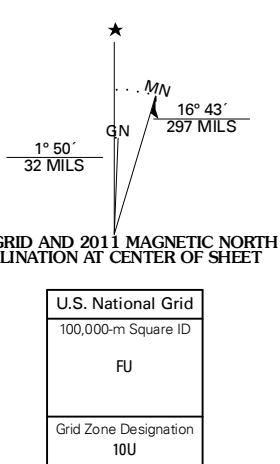 ★
MN
16° 43´
297 MILS
GN
1° 50´
32 MILS
GRID AND 2011 MAGNETIC NORTH
LINATION AT CENTER OF SHEET
U.S. National Grid
100,000-m Square ID
FU
Grid Zone Designation
10U